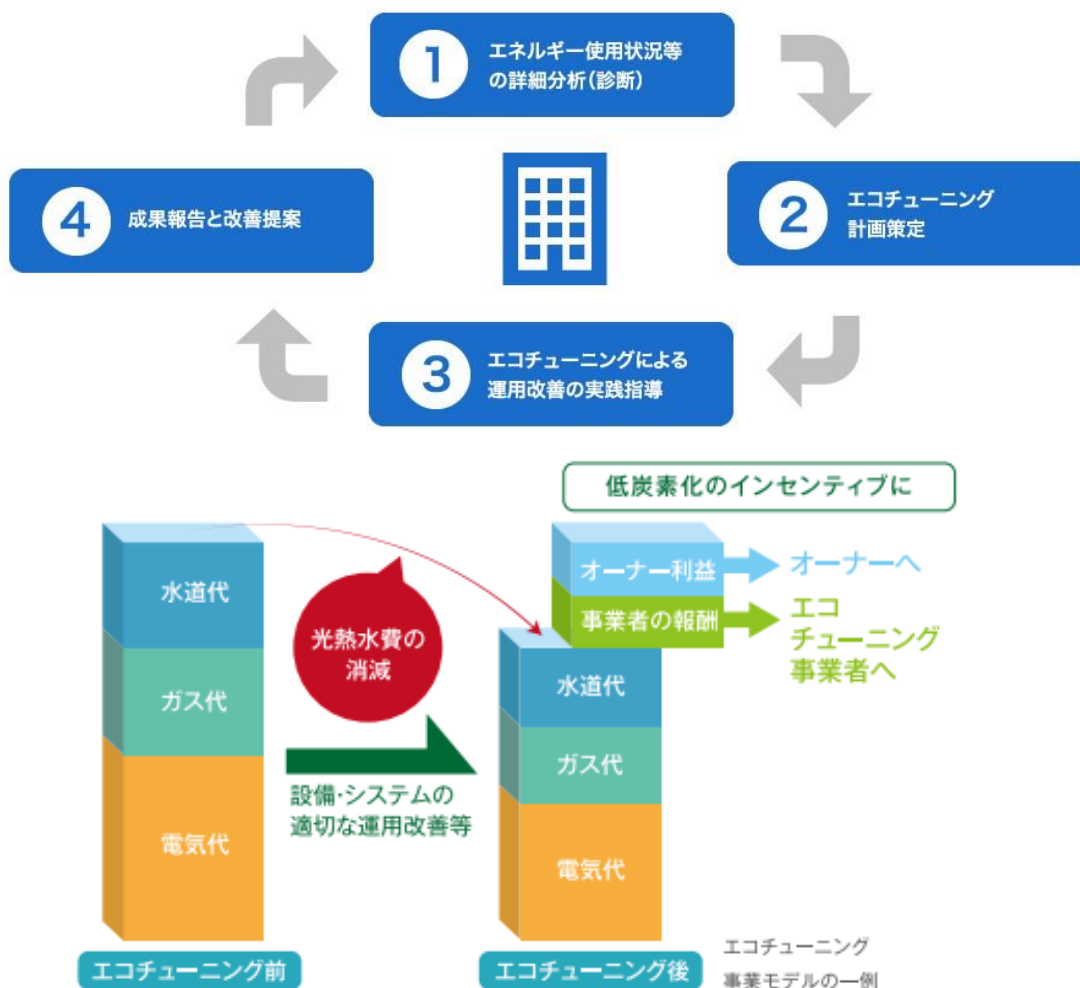 1
エネルギー使用状況等
の詳細分析(診断)
2
エコチューニング
計画策定
3
エコチューニングによる
運用改善の実践指導
4
成果報告と改善提案
低炭素化のインセンティブに
水道代
ガス代
電気代
エコチューニング前
光熱水費の
消減
設備・システムの
適切な運用改善等
オーナー利益
オーナーへ
事業者の報酬
エコ
チューニング
事業者へ
水道代
ガス代
電気代
エコチューニング後
エコチューニング
事業モデルの一例